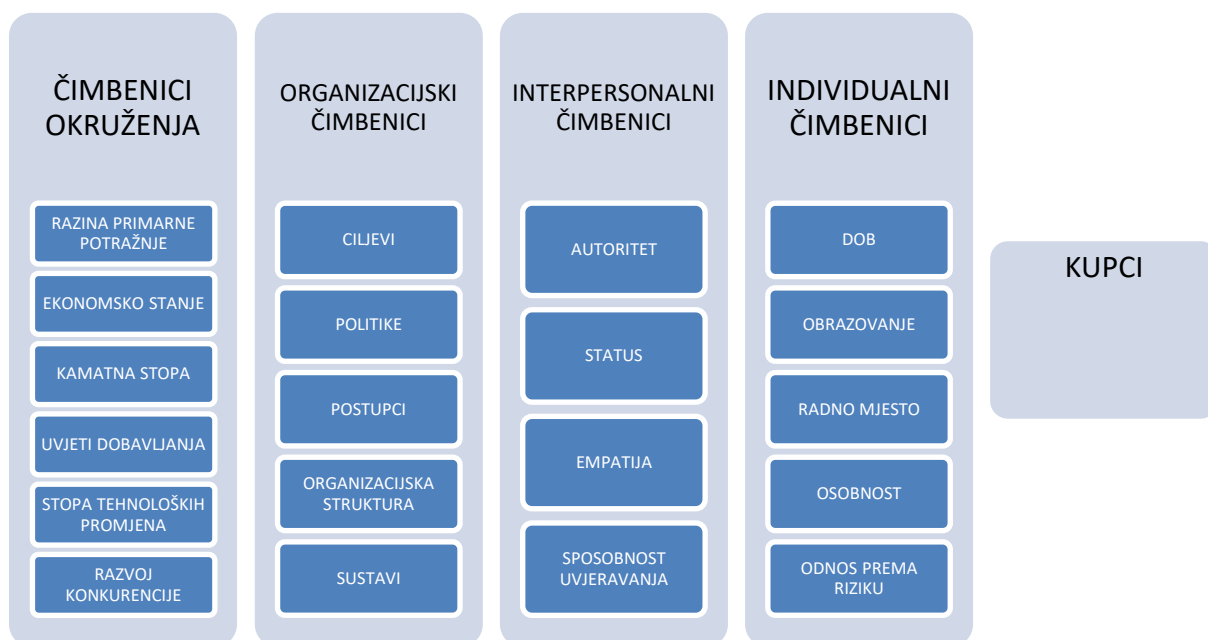 ČIMBENICI
OKRUŽENJA
RAZINA PRIMARNE
POTRAŽNJE
EKONOMSKO STANJE
KAMATNA STOPA
UVJETI DOBAVLJANJA
STOPA TEHNOLOŠKIH
PROMJENA
RAZVOJ
KONKURENCIJE
ORGANIZACIJSKI
ČIMBENICI
CILJEVI
POLITIKE
POSTUPCI
ORGANIZACIJSKA
STRUKTURA
SUSTAVI
INTERPERSONALNI
ČIMBENICI
AUTORITET
STATUS
EMPATIJA
SPOSOBNOST
UVJERAVANJA
INDIVIDUALNI
ČIMBENICI
DOB
OBRAZOVANJE
RADNO MJESTO
OSOBNOST
ODNOS PREMA
RIZIKU
KUPCI